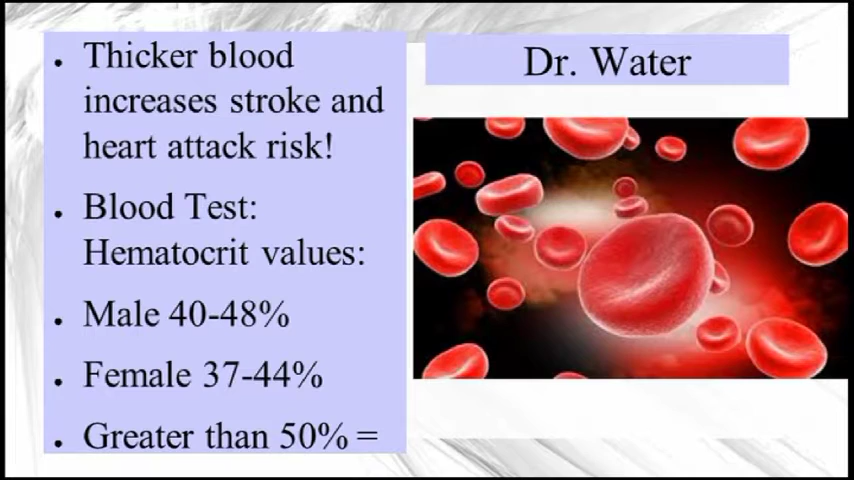 • Thicker blood
increases stroke and
heart attack risk!
• Blood Test:
Hematocrit values:
• Male 40-48%
• Female 37-44%
• Greater than 50% =
Dr. Water